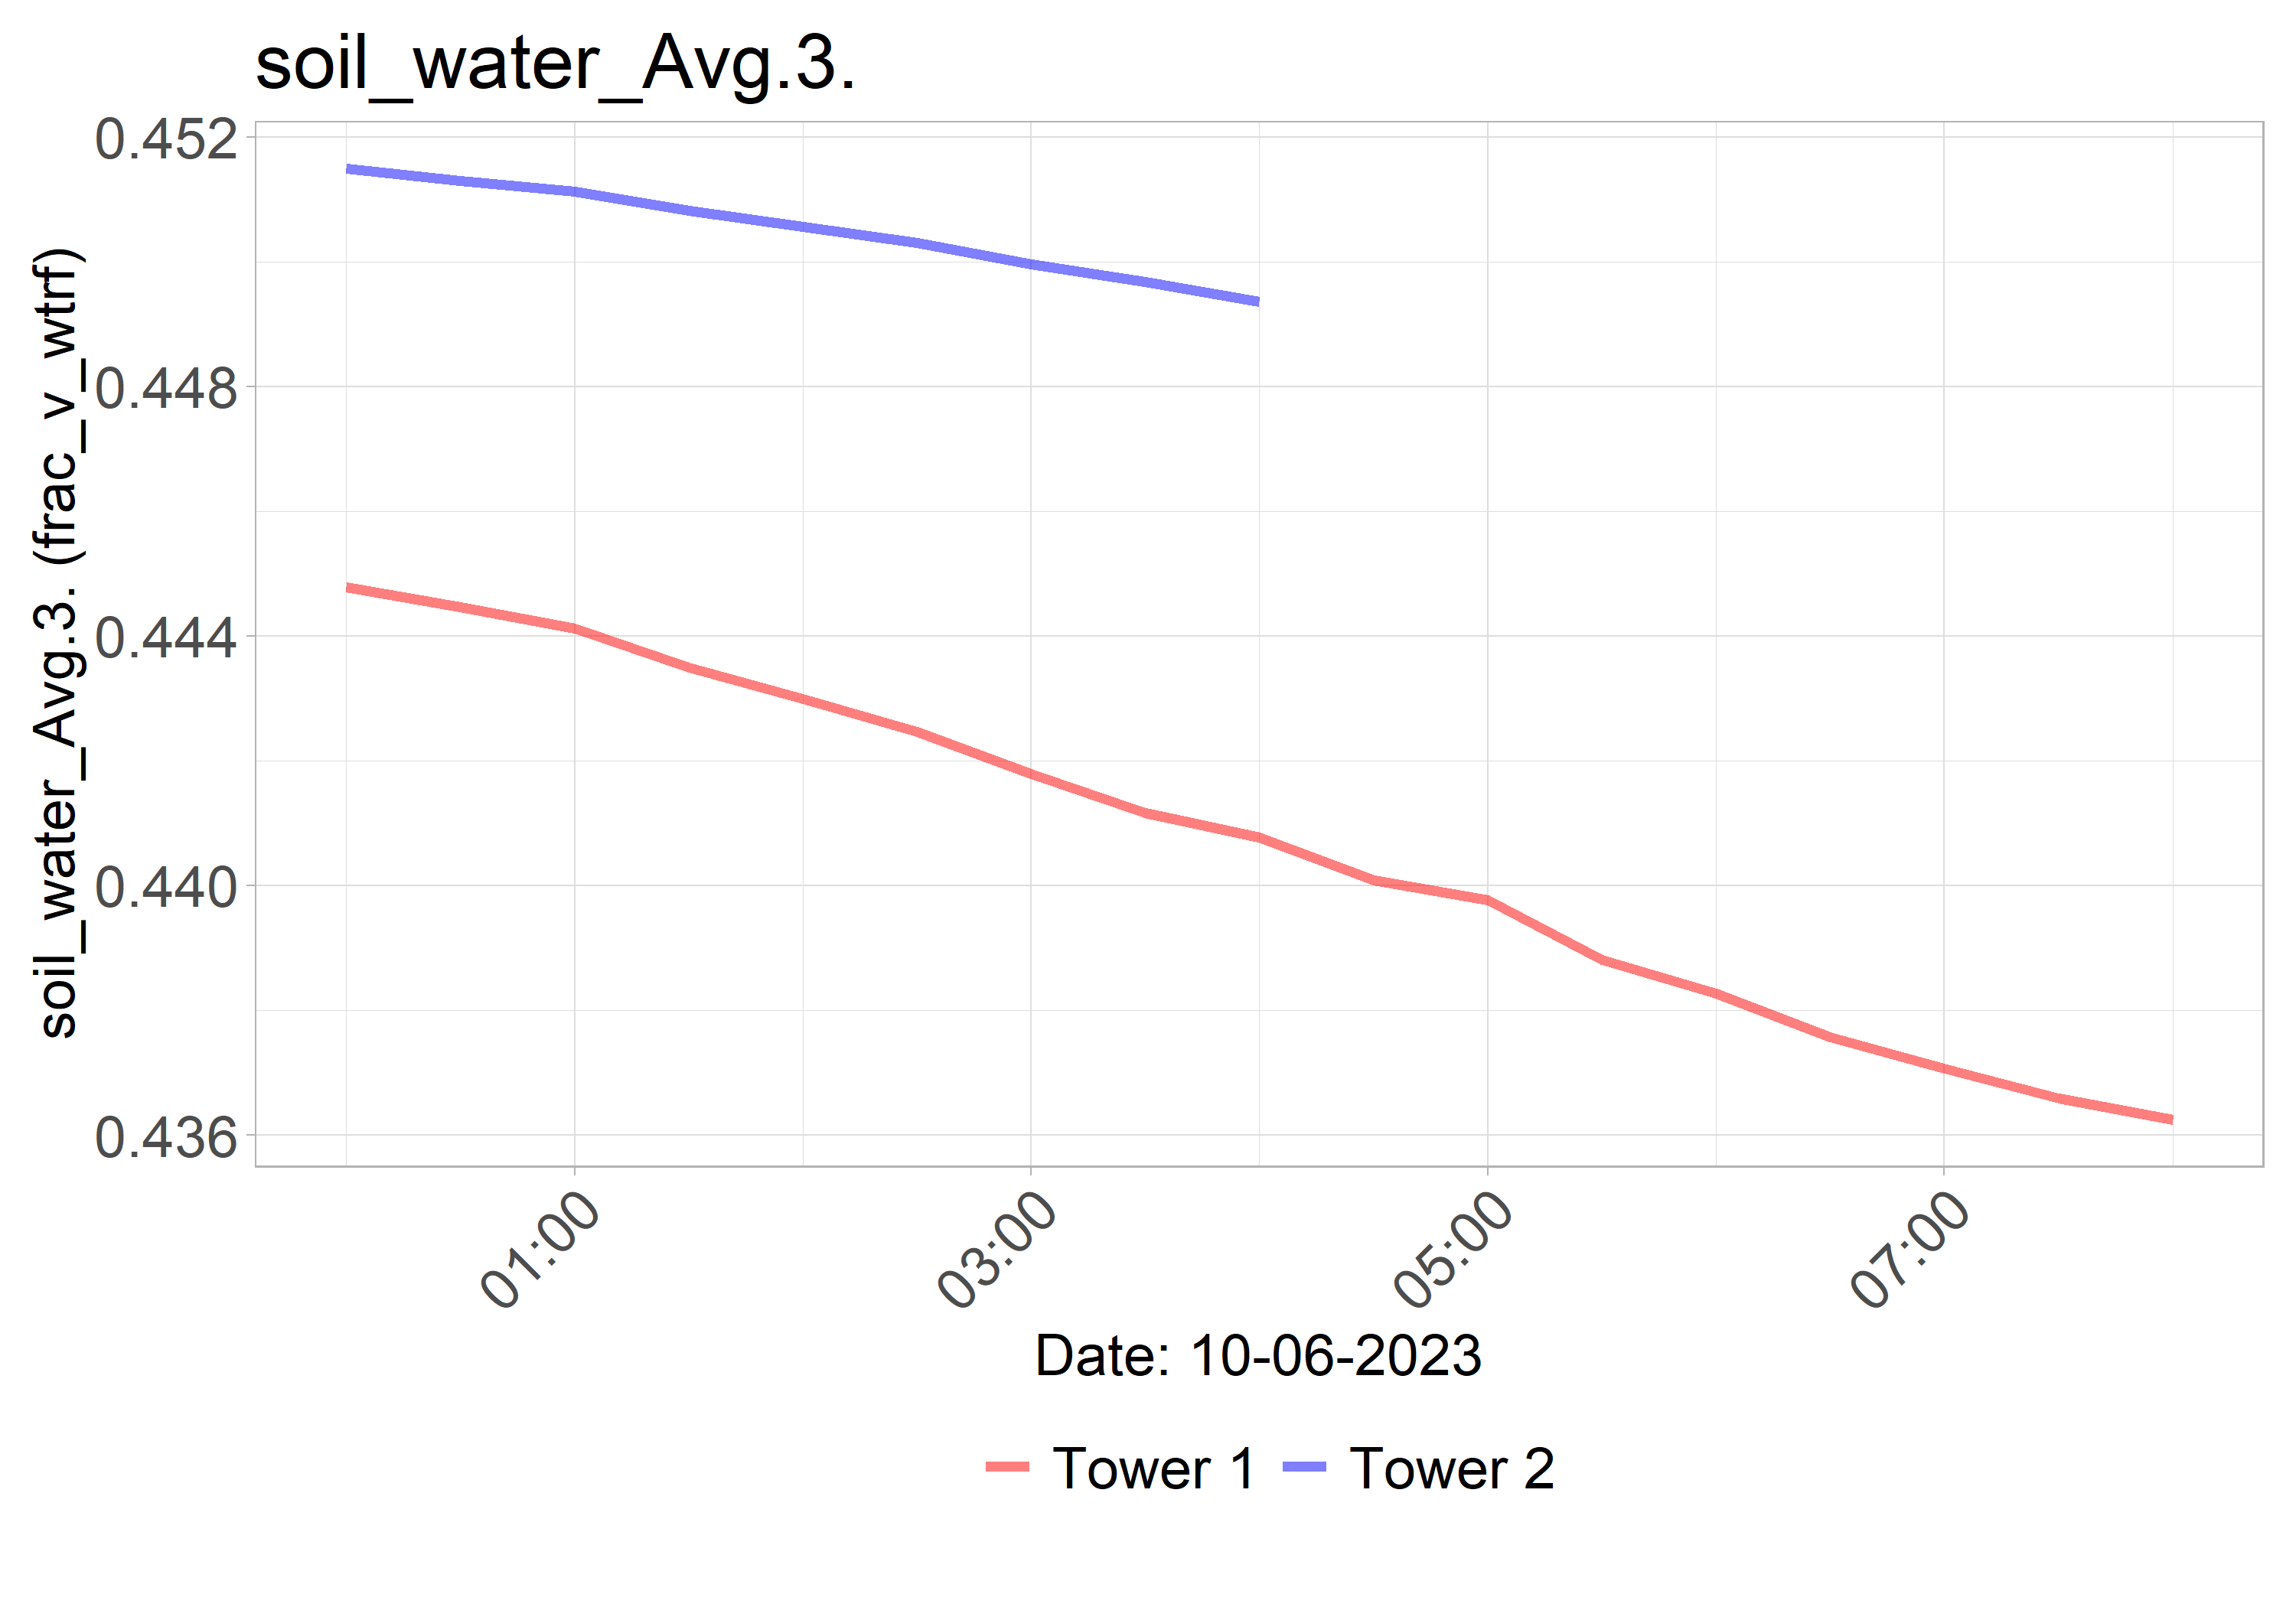 soil_water_Avg.3.
soil_water_Avg.3. (frac_v_wtrf)
0.452
0.448
0.444
0.440
0.436
01:00
03:00
05:00
07:00
Date: 10-06-2023
Tower 1
Tower 2